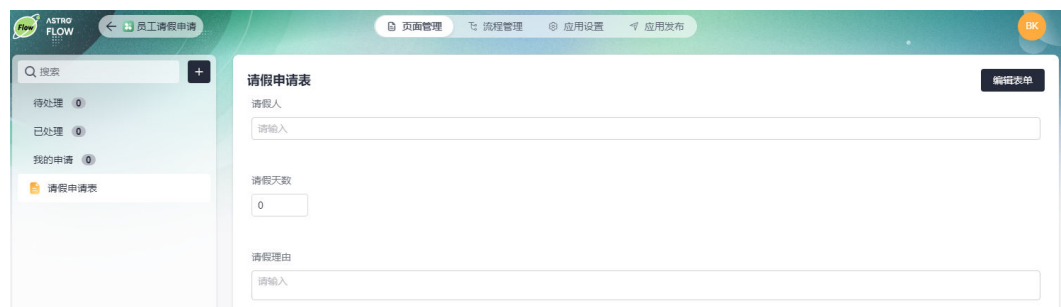 Flow
ASTRO
FLOW
员工请假申请
页面管理
流程管理
应用设置
应用发布
BK
搜索
+
待处理 0
已处理 0
我的申请 0
请假申请表
请假申请表
编辑表单
请假人
请输入
请假天数
0
请假理由
请输入